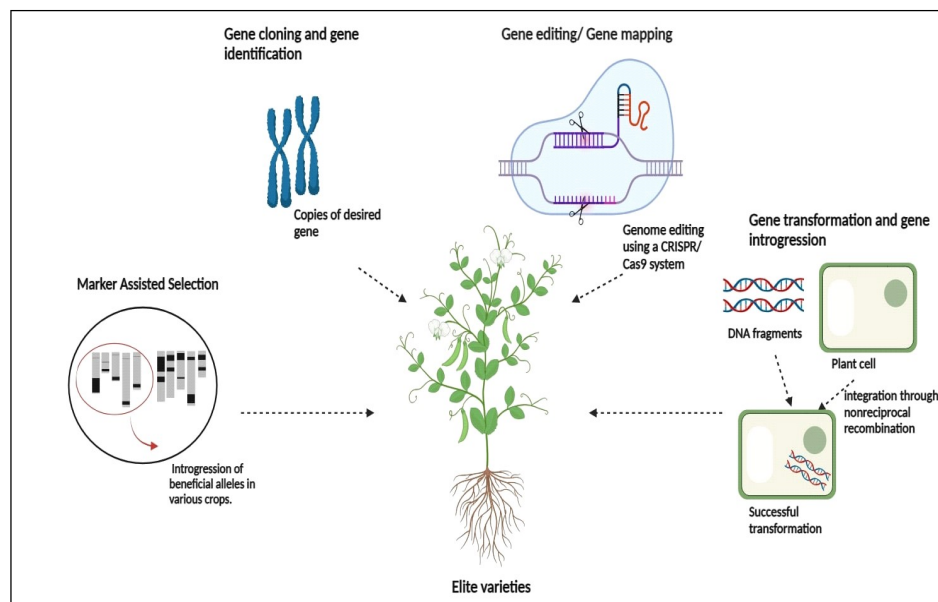 Gene cloning and gene
identification
Gene editing/ Gene mapping
Copies of desired
gene
Genome editing
using a CRISPR/
Cas9 system
Gene transformation and gene
introgression
Marker Assisted Selection
DNA fragments
Plant cell
integration through
nonreciprocal
recombination
Introgression of
beneficial alleles in
various crops.
Successful
transformation
Elite varieties